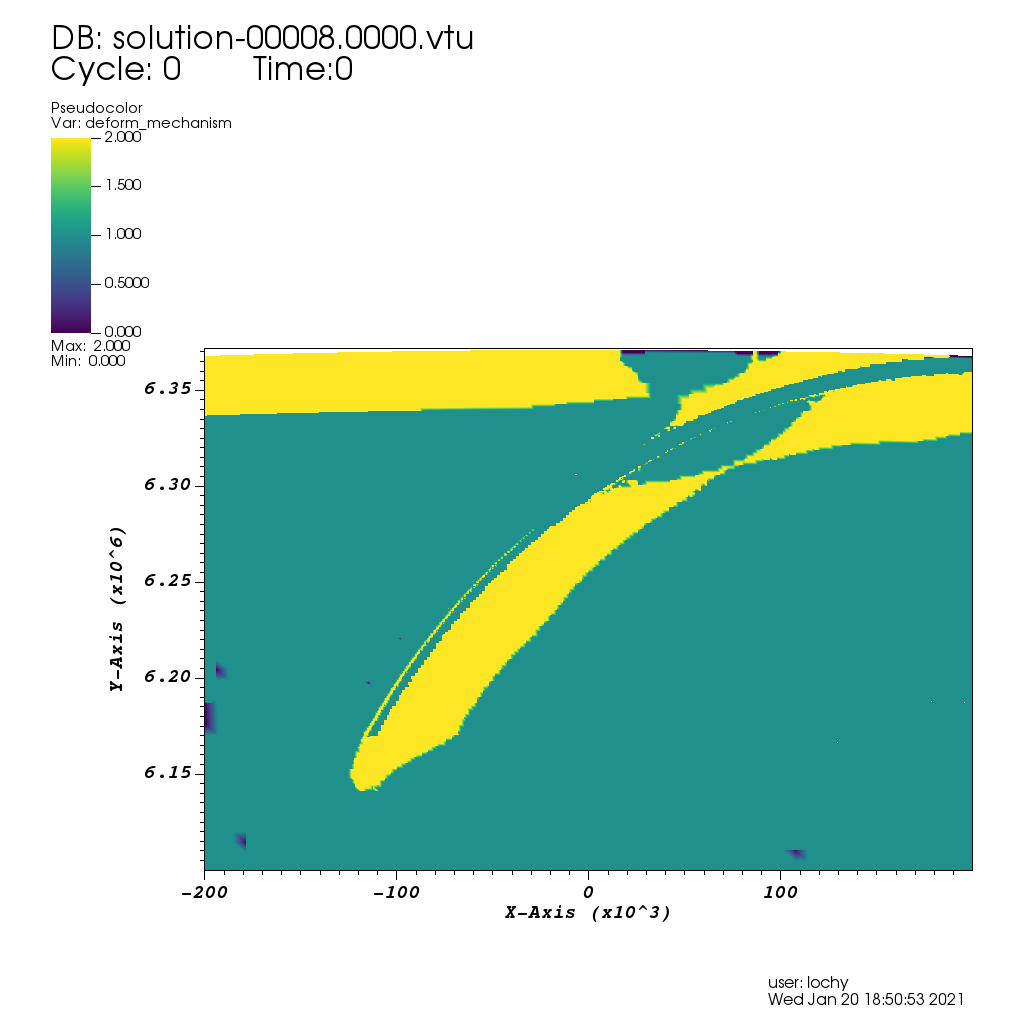 DB: solution-00008.0000.vtu
Cycle: 0 Time:0
Pseudocolor
Var: deform_mechanism
2.000
1.500
1.000
0.5000
0.000
Max: 2.000
Min: 0.000
6.35
6.30
6.25
6.20
6.15
Y-Axis (x10^6)
-200 -100 0 100
X-Axis (x10^3)
user: lochy
Wed Jan 20 18:50:53 2021